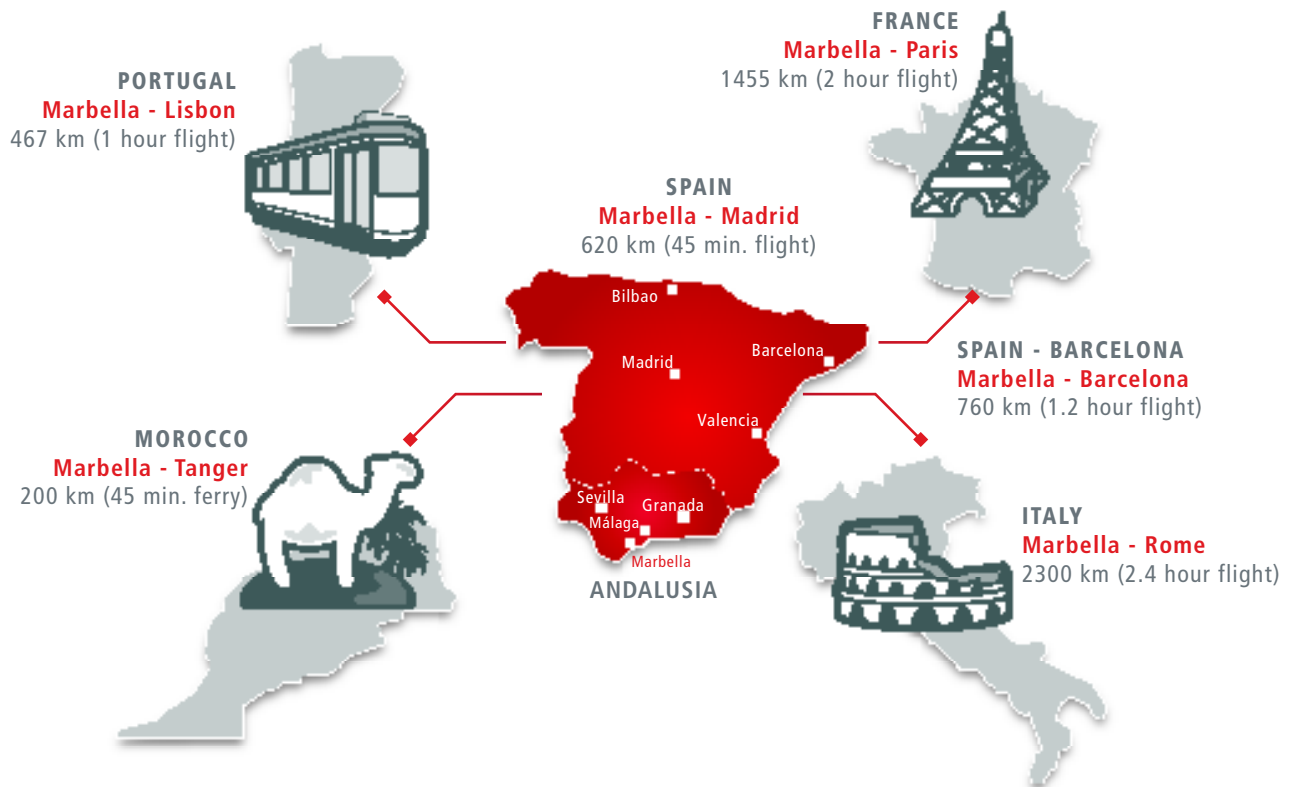 FRANCE
Marbella - Paris
1455 km (2 hour flight)
PORTUGAL
Marbella - Lisbon
467 km (1 hour flight)
SPAIN
Marbella - Madrid
620 km (45 min. flight)
Bilbao
Madrid
Barcelona
Valencia
SPAIN - BARCELONA
Marbella - Barcelona
760 km (1.2 hour flight)
MOROCCO
Marbella - Tanger
200 km (45 min. ferry)
Sevilla
Granada
Málaga
Marbella
ANDALUSIA
ITALY
Marbella - Rome
2300 km (2.4 hour flight)